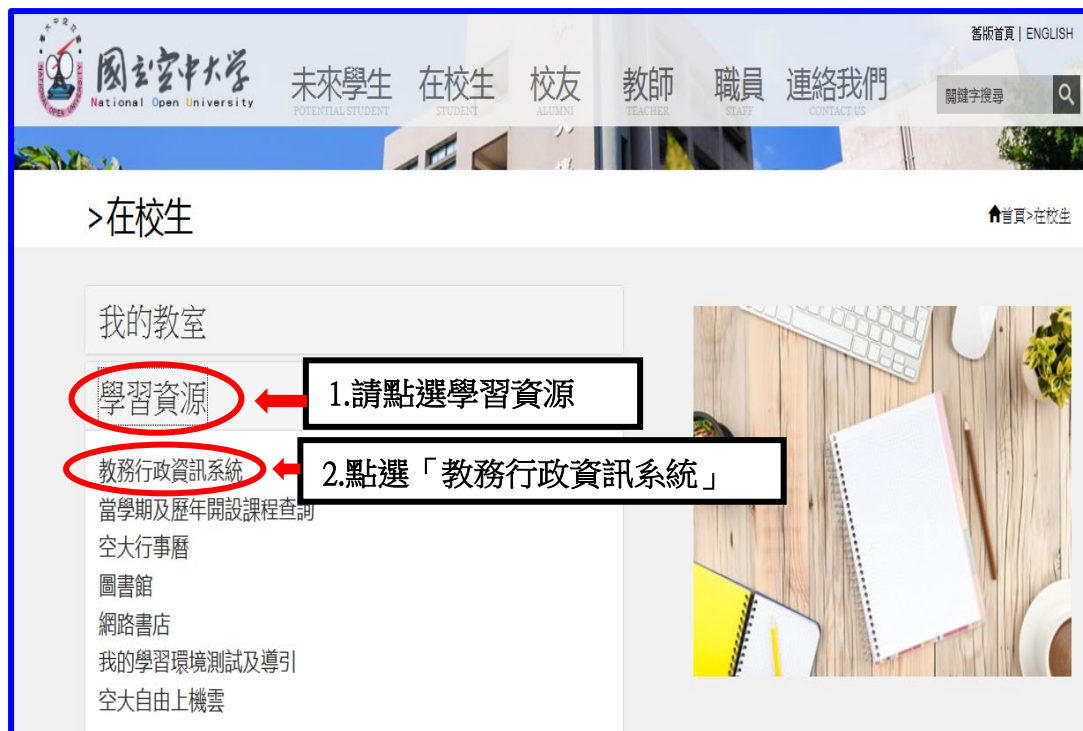 舊版首頁 | ENGLISH
國立空中大學
National Open University
未來學生 在校生 校友 教師 職員 連絡我們
POTENTIAL STUDENT STUDENT ALUMNI TEACHER STAFF CONTACT US
關鍵字搜尋
>在校生
首頁>在校生
我的教室
學習資源
1.請點選學習資源
教務行政資訊系統
2.點選「教務行政資訊系統」
當學期及歷年開設課程查詢
空大行事曆
圖書館
網路書店
我的學習環境測試及導引
空大自由上機雲